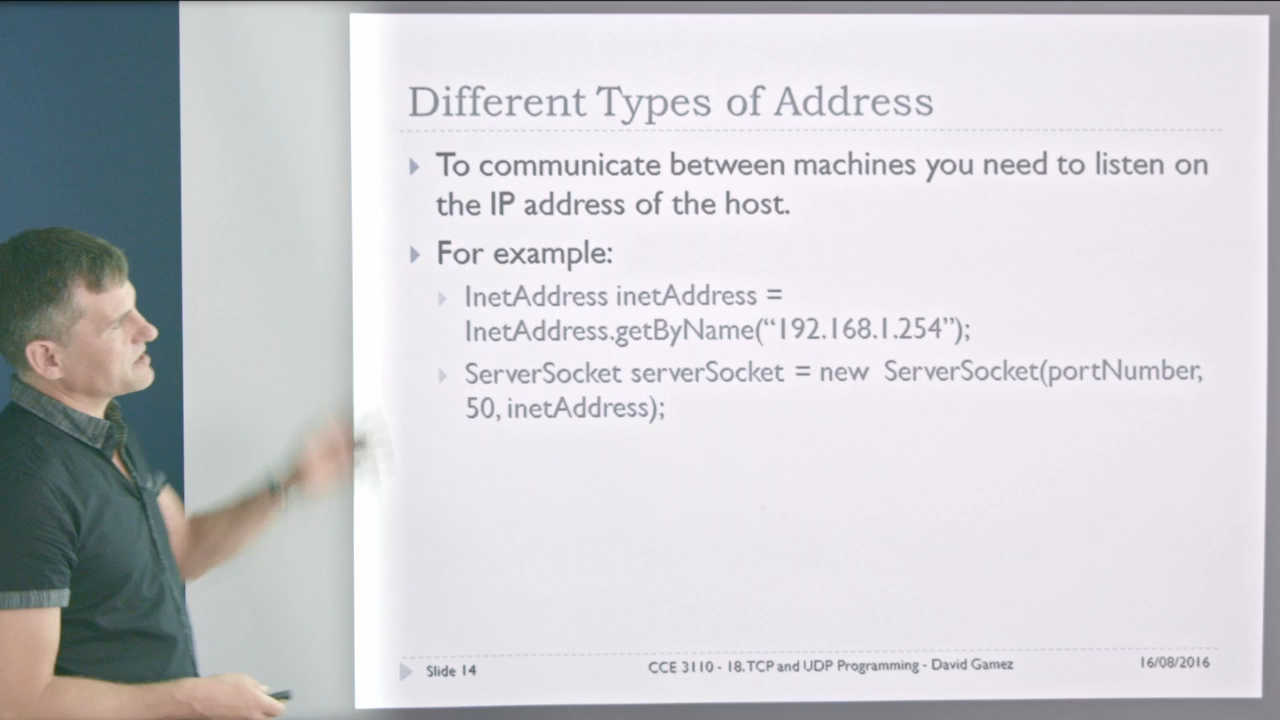 Different Types of Address
To communicate between machines you need to listen on
the IP address of the host.
For example:
InetAddress inetAddress =
InetAddress.getByName(“192.168.1.254”);
ServerSocket serverSocket = new ServerSocket(portNumber,
50, inetAddress);
Slide 14
CCE 3110 - 18. TCP and UDP Programming - David Gamez
16/08/2016